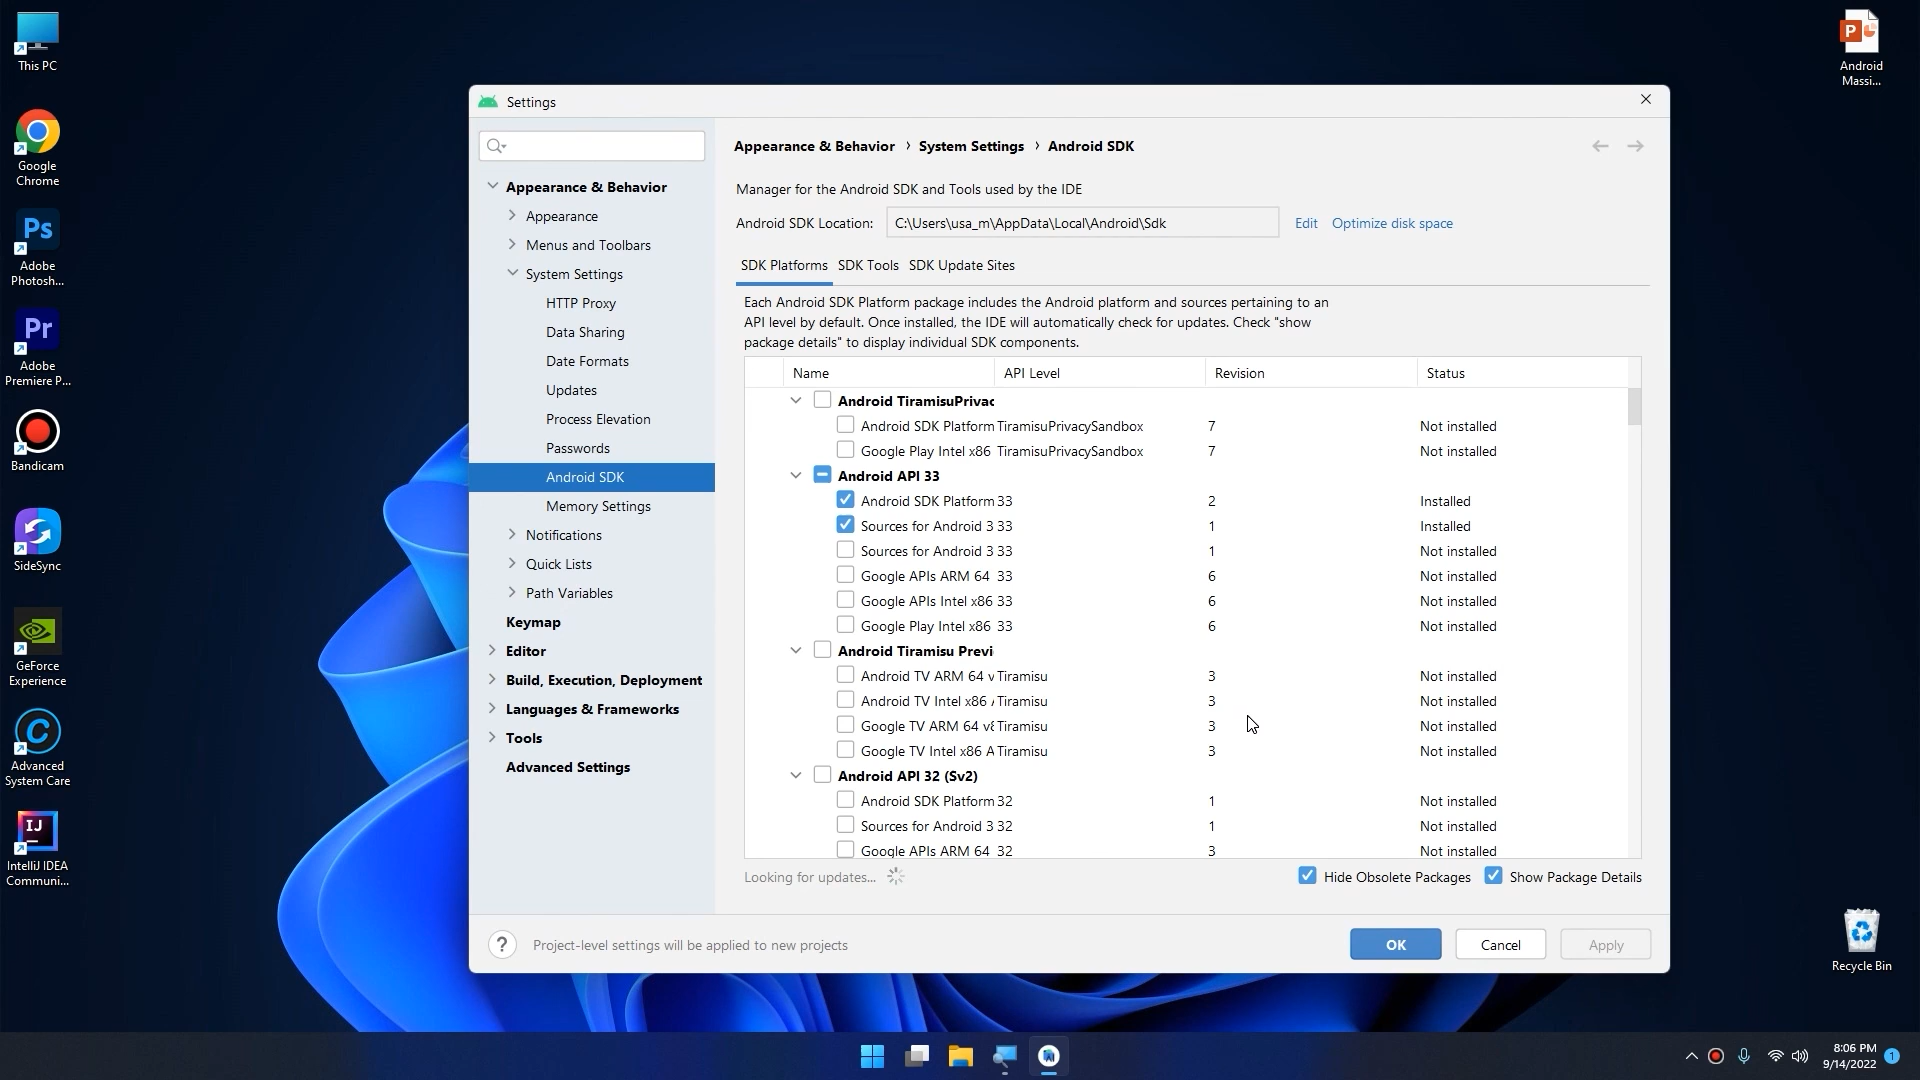 This PC
Google
Chrome
Ps
Adobe
Photosh...
Pr
Adobe
Premiere P...
Bandicam
SideSync
GeForce
Experience
C
Advanced
System Care
IJ
IntelliJ IDEA
Communi...
P
Android
Massi...
Recycle Bin
Settings
Appearance & Behavior
Appearance
Menus and Toolbars
System Settings
HTTP Proxy
Data Sharing
Date Formats
Updates
Process Elevation
Passwords
Android SDK
Memory Settings
Notifications
Quick Lists
Path Variables
Keymap
Editor
Build, Execution, Deployment
Languages & Frameworks
Tools
Advanced Settings
Appearance & Behavior › System Settings › Android SDK
Manager for the Android SDK and Tools used by the IDE
Android SDK Location: C:\Users\usa_m\AppData\Local\Android\Sdk Edit Optimize disk space
SDK Platforms SDK Tools SDK Update Sites
Each Android SDK Platform package includes the Android platform and sources pertaining to an
API level by default. Once installed, the IDE will automatically check for updates. Check "show
package details" to display individual SDK components.
Name API Level Revision Status
Android TiramisuPrivac
Android SDK Platform TiramisuPrivacySandbox 7 Not installed
Google Play Intel x86 TiramisuPrivacySandbox 7 Not installed
Android API 33
Android SDK Platform 33 2 Installed
Sources for Android 3 33 1 Installed
Sources for Android 3 33 1 Not installed
Google APIs ARM 64 33 6 Not installed
Google APIs Intel x86 33 6 Not installed
Google Play Intel x86 33 6 Not installed
Android Tiramisu Previ
Android TV ARM 64 v Tiramisu 3 Not installed
Android TV Intel x86 Tiramisu 3 Not installed
Google TV ARM 64 v8 Tiramisu 3 Not installed
Google TV Intel x86 A Tiramisu 3 Not installed
Android API 32 (Sv2)
Android SDK Platform 32 1 Not installed
Sources for Android 3 32 1 Not installed
Google APIs ARM 64 32 3 Not installed
Looking for updates... Hide Obsolete Packages Show Package Details
? Project-level settings will be applied to new projects OK Cancel Apply
8:06 PM
9/14/2022
1